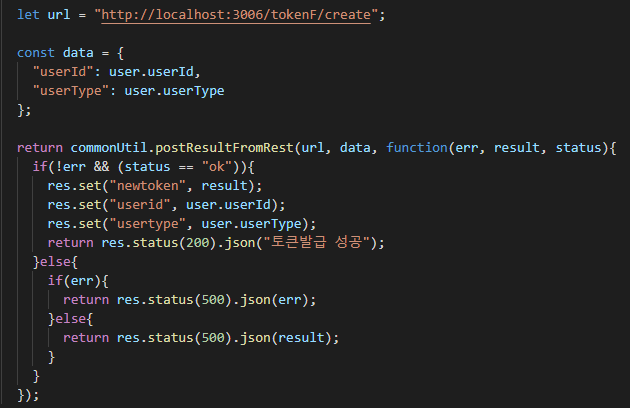 let url = "http://localhost:3006/tokenF/create";
const data = {
"userId": user.userId,
"userType": user.userType
};
return commonUtil.postResultFromRest(url, data, function(err, result, status){
if(!err && (status == "ok")){
res.set("newtoken", result);
res.set("userid", user.userId);
res.set("usertype", user.userType);
return res.status(200).json("토큰발급 성공");
}else{
if(err){
return res.status(500).json(err);
}else{
return res.status(500).json(result);
}
}
});